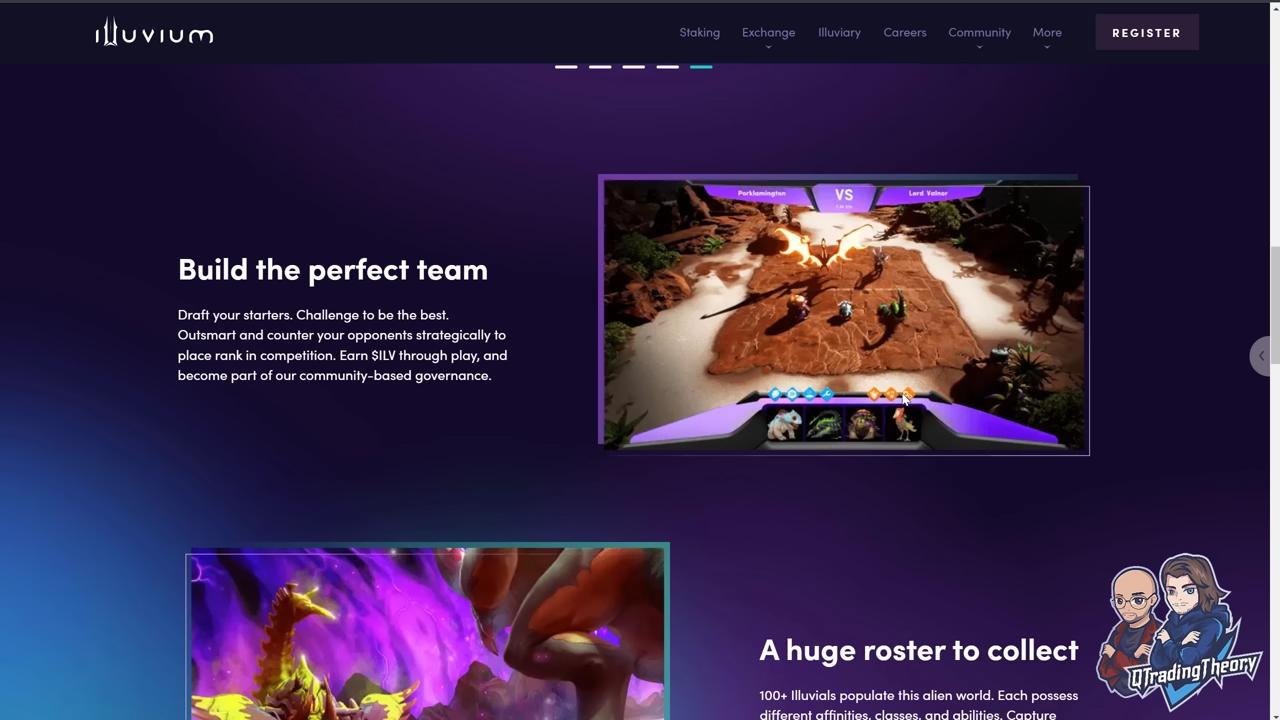 illuvium
Staking
Exchange
Illuviary
Careers
Community
More
REGISTER
Porklamington
VS
Lord Valnor
Build the perfect team
Draft your starters. Challenge to be the best.
Outsmart and counter your opponents strategically to
place rank in competition. Earn $ILV through play, and
become part of our community-based governance.
A huge roster to collect
100+ Illuvials populate this alien world. Each possess
different affinities, classes, and abilities. Capture
QTradingTheory